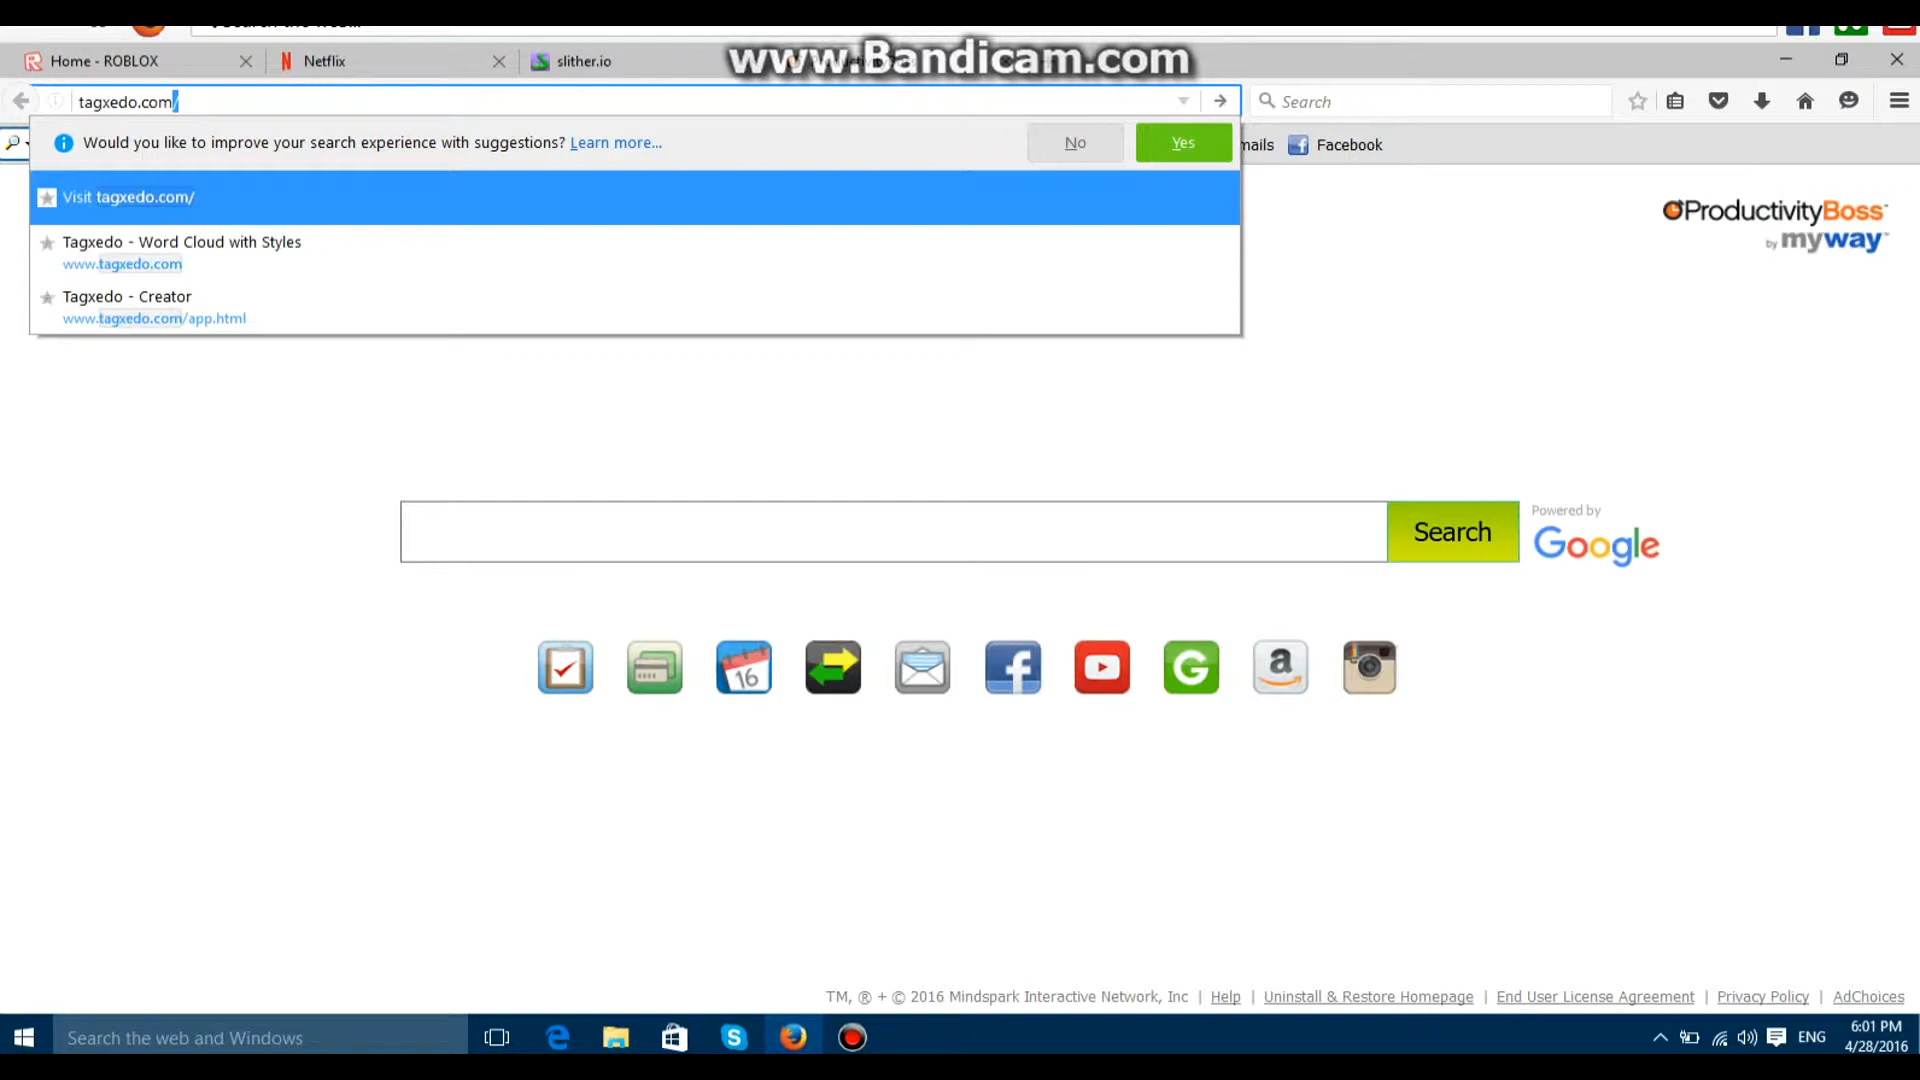 www.Bandicam.com
Home - ROBLOX
Netflix
slither.io
tagxedo.com/
Search
Would you like to improve your search experience with suggestions? Learn more...
No
Yes
mails
Facebook
Visit tagxedo.com/
Tagxedo - Word Cloud with Styles
www.tagxedo.com
Tagxedo - Creator
www.tagxedo.com/app.html
ProductivityBoss™
by myway™
Search
Powered by
Google
16
TM, ® + © 2016 Mindspark Interactive Network, Inc | Help | Uninstall & Restore Homepage | End User License Agreement | Privacy Policy | AdChoices
Search the web and Windows
ENG
6:01 PM
4/28/2016